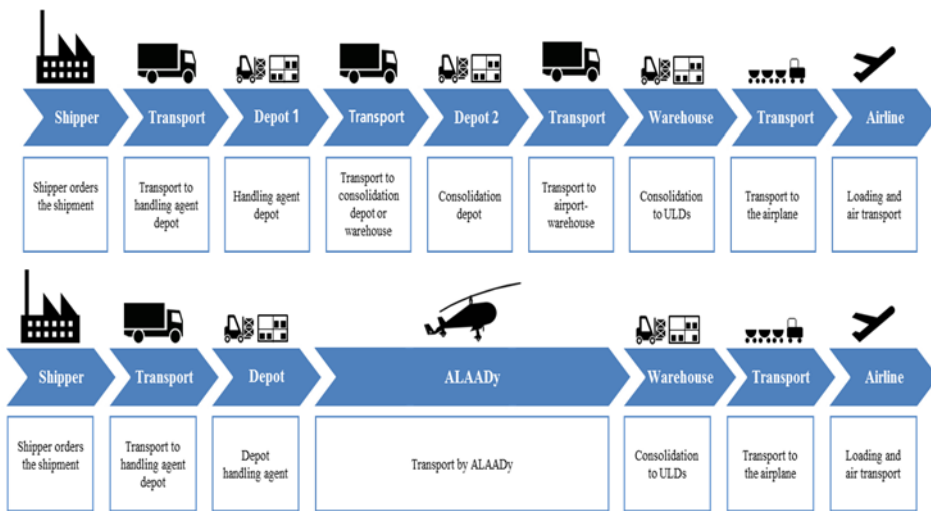 Shipper
Transport
Depot 1
Transport
Depot 2
Transport
Warehouse
Transport
Airline
Shipper orders
the shipment
Transport to
handling agent
depot
Handling agent
depot
Transport to
consolidation
depot or
warehouse
Consolidation
depot
Transport to
airport-
warehouse
Consolidation
to ULDs
Transport to
the airplane
Loading and
air transport
Shipper
Transport
Depot
ALAADy
Warehouse
Transport
Airline
Shipper orders
the shipment
Transport to
handling agent
depot
Depot
handling agent
Transport by ALAADy
Consolidation
to ULDs
Transport to
the airplane
Loading and
air transport